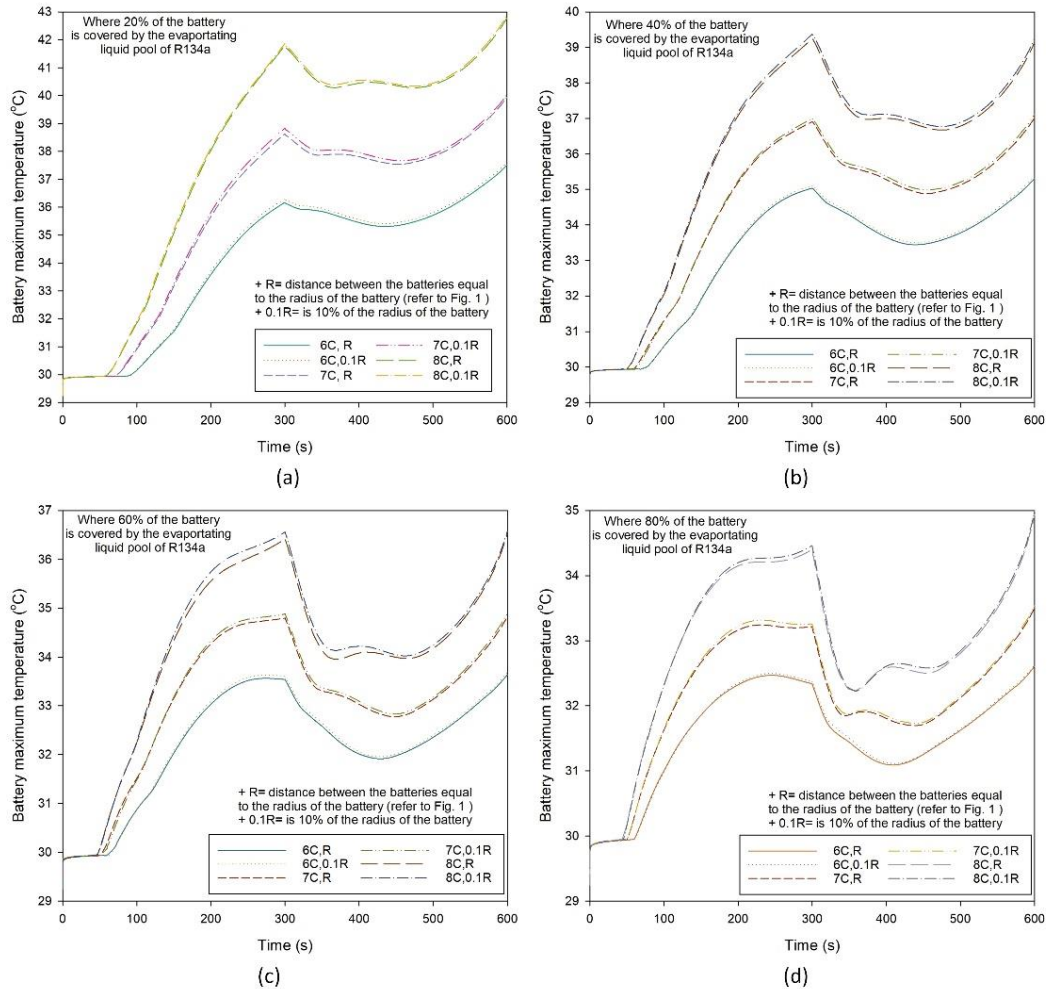 Where 20% of the battery
is covered by the evaportating
liquid pool of R134a
43
42
41
40
39
38
37
36
35
34
33
32
31
30
29
Battery maximum temperature (°C)
+ R= distance between the batteries equal
to the radius of the battery (refer to Fig. 1 )
+ 0.1R= is 10% of the radius of the battery
6C, R
6C,0.1R
7C, R
7C,0.1R
8C,R
8C,0.1R
0 100 200 300 400 500 600
Time (s)
(a)
Where 40% of the battery
is covered by the evaportating
liquid pool of R134a
40
39
38
37
36
35
34
33
32
31
30
29
Battery maximum temperature (°C)
+ R= distance between the batteries equal
to the radius of the battery (refer to Fig. 1 )
+ 0.1R= is 10% of the radius of the battery
6C,R
6C,0.1R
7C,R
7C,0.1R
8C,R
8C,0.1R
0 100 200 300 400 500 600
Time (s)
(b)
Where 60% of the battery
is covered by the evaportating
liquid pool of R134a
37
36
35
34
33
32
31
30
29
Battery maximum temperature (°C)
+ R= distance between the batteries equal
to the radius of the battery (refer to Fig. 1 )
+ 0.1R= is 10% of the radius of the battery
6C,R
6C,0.1R
7C,R
7C,0.1R
8C,R
8C,0.1R
0 100 200 300 400 500 600
Time (s)
(c)
Where 80% of the battery
is covered by the evaportating
liquid pool of R134a
35
34
33
32
31
30
29
Battery maximum temperature (°C)
+ R= distance between the batteries equal
to the radius of the battery (refer to Fig. 1 )
+ 0.1R= is 10% of the radius of the battery
6C,R
6C,0.1R
7C,R
7C,0.1R
8C,R
8C,0.1R
0 100 200 300 400 500 600
Time (s)
(d)